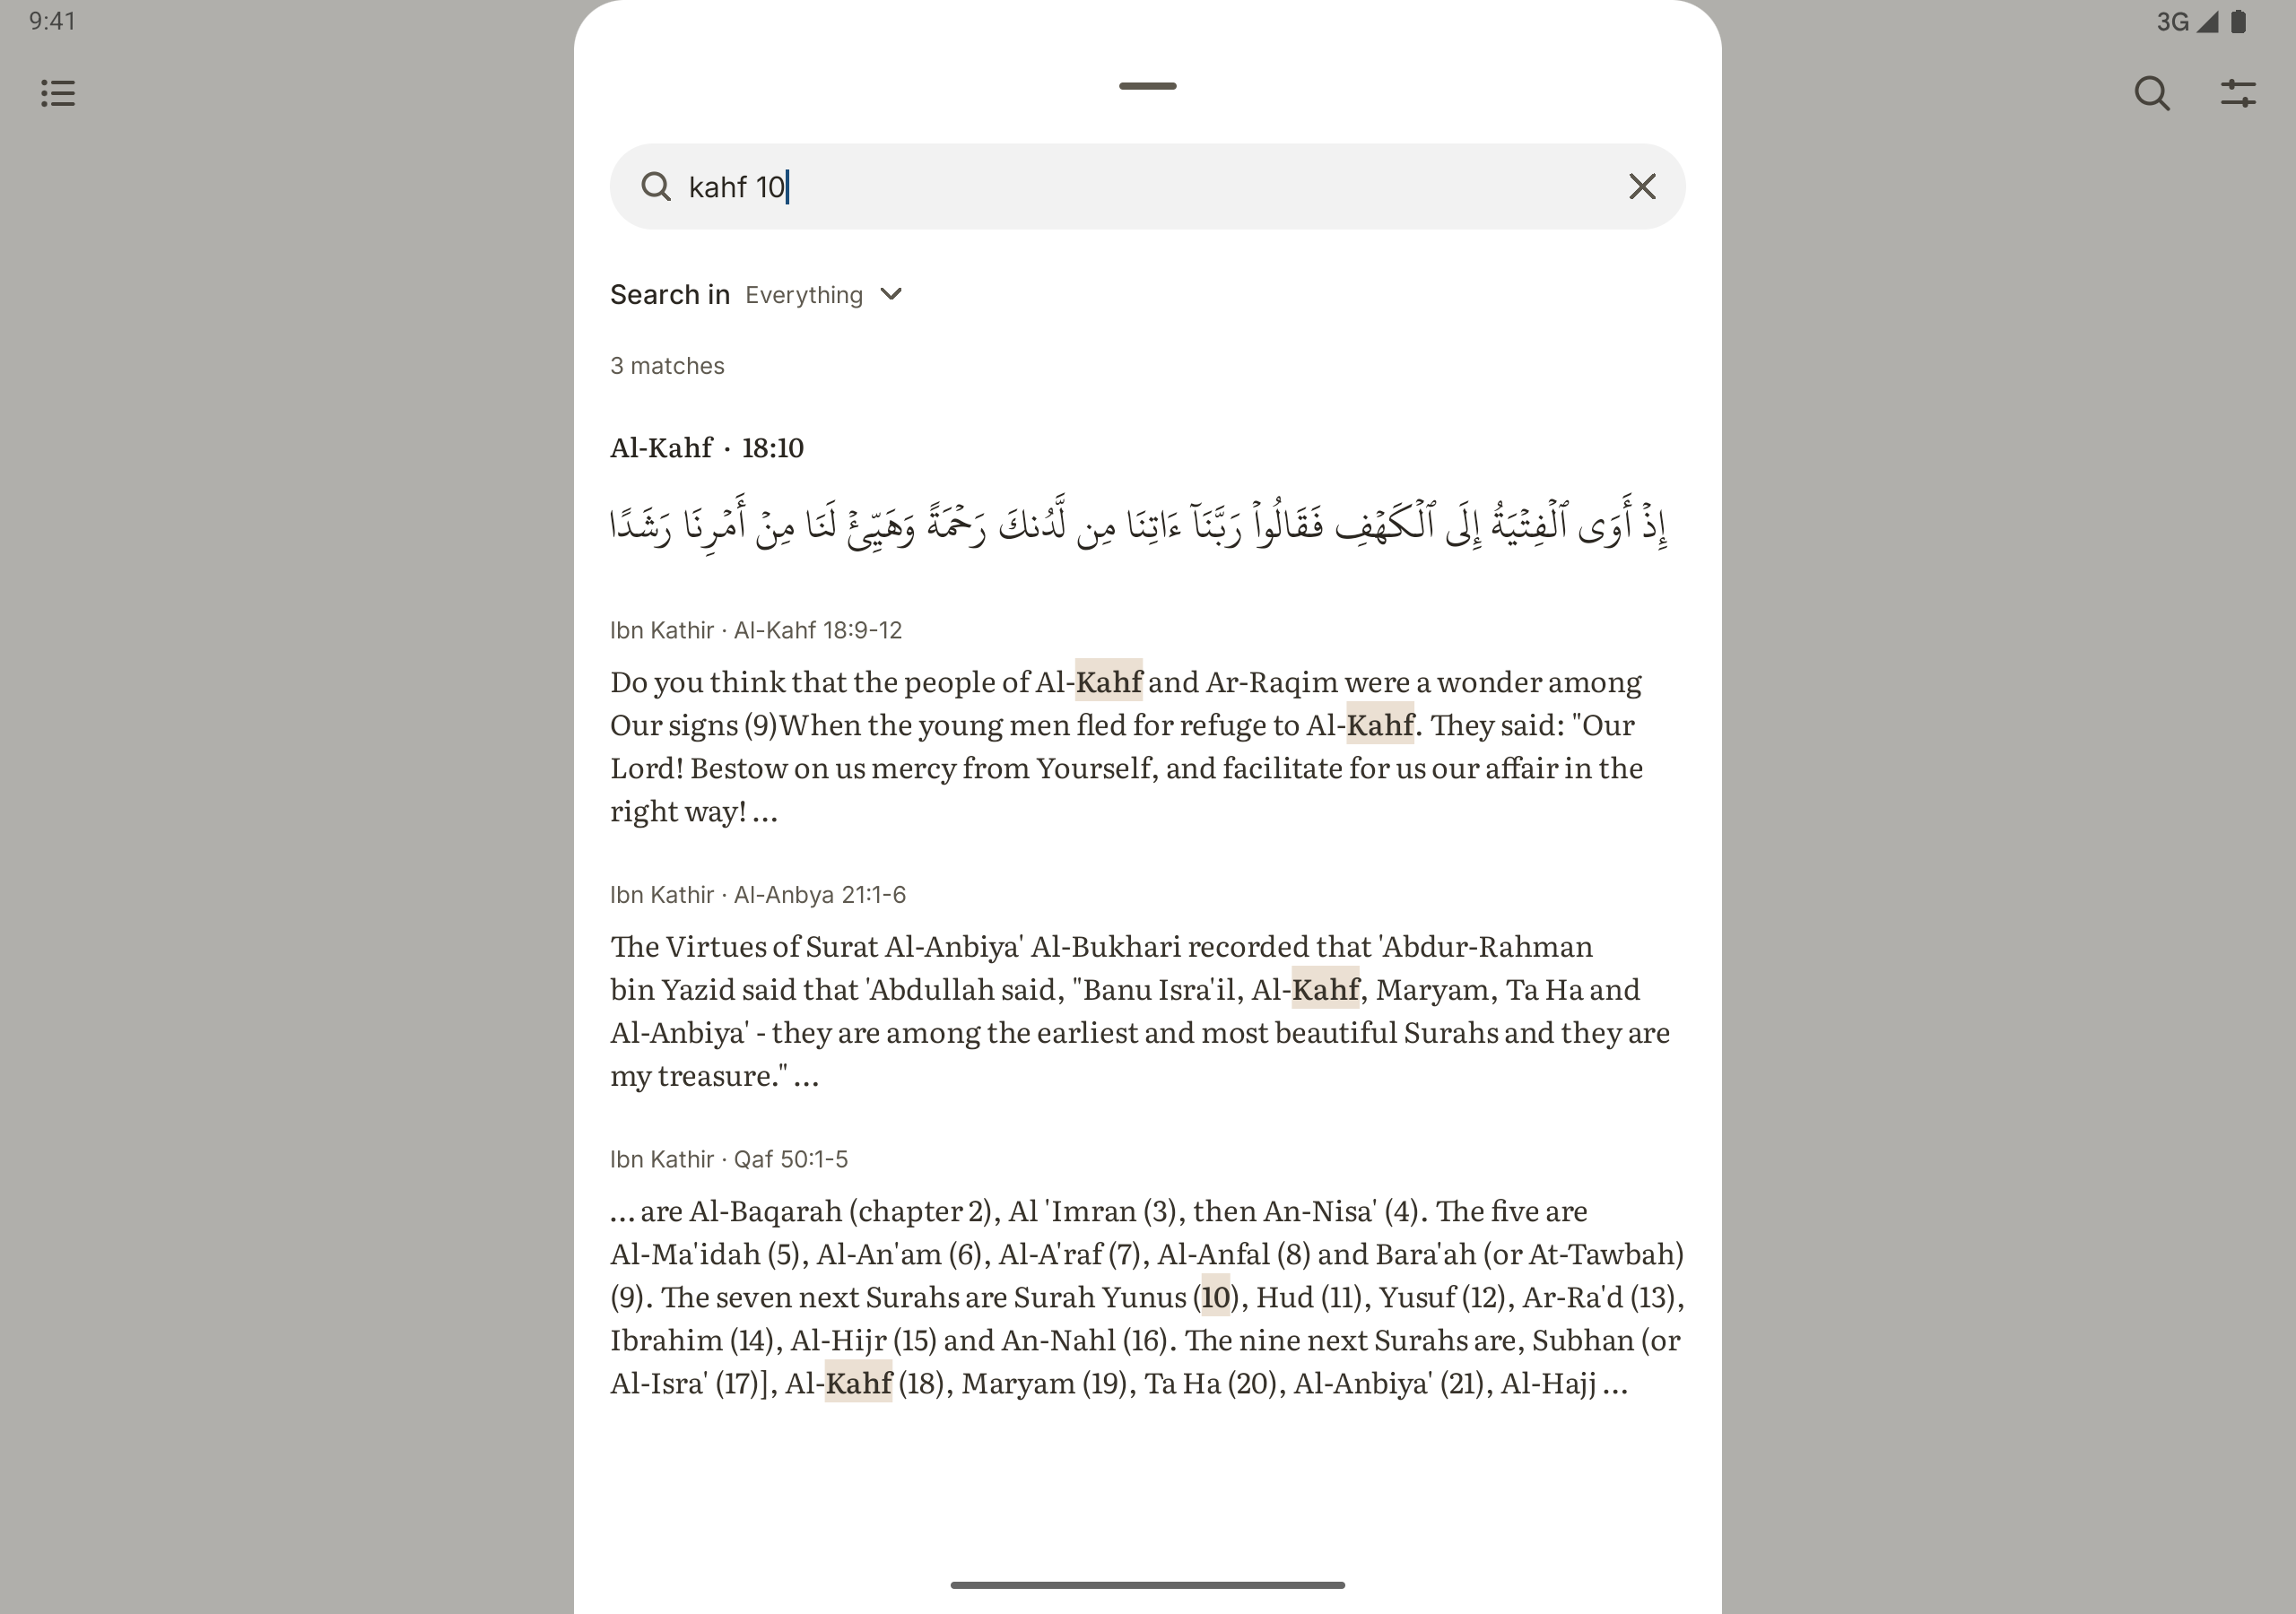 9:41
3G
kahf 10
Search in Everything
3 matches
Al-Kahf · 18:10
إِذۡ أَوَى ٱلۡفِتۡيَةُ إِلَى ٱلۡكَهۡفِ فَقَالُواْ رَبَّنَآ ءَاتِنَا مِن لَّدُنكَ رَحۡمَةٗ وَهَيِّئۡ لَنَا مِنۡ أَمۡرِنَا رَشَدٗا
Ibn Kathir · Al-Kahf 18:9-12
Do you think that the people of Al-Kahf and Ar-Raqim were a wonder among
Our signs (9)When the young men fled for refuge to Al-Kahf. They said: "Our
Lord! Bestow on us mercy from Yourself, and facilitate for us our affair in the
right way! ...
Ibn Kathir · Al-Anbya 21:1-6
The Virtues of Surat Al-Anbiya' Al-Bukhari recorded that 'Abdur-Rahman
bin Yazid said that 'Abdullah said, "Banu Isra'il, Al-Kahf, Maryam, Ta Ha and
Al-Anbiya' - they are among the earliest and most beautiful Surahs and they are
my treasure." ...
Ibn Kathir · Qaf 50:1-5
... are Al-Baqarah (chapter 2), Al 'Imran (3), then An-Nisa' (4). The five are
Al-Ma'idah (5), Al-An'am (6), Al-A'raf (7), Al-Anfal (8) and Bara'ah (or At-Tawbah)
(9). The seven next Surahs are Surah Yunus (10), Hud (11), Yusuf (12), Ar-Ra'd (13),
Ibrahim (14), Al-Hijr (15) and An-Nahl (16). The nine next Surahs are, Subhan (or
Al-Isra' (17)], Al-Kahf (18), Maryam (19), Ta Ha (20), Al-Anbiya' (21), Al-Hajj ...